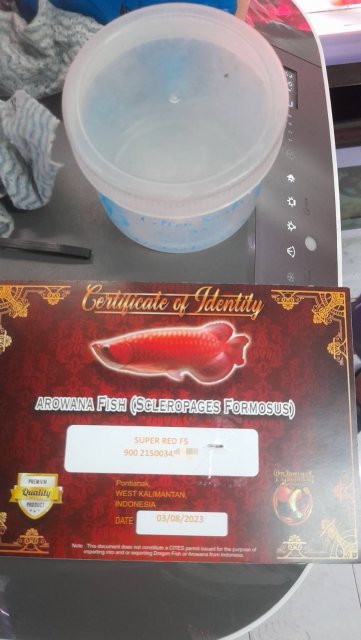 Certificate of Identity
AROWANA FISH (SCLEROPAGES FORMOSUS)
SUPER RED F5
900 2150034
PREMIUM
Quality
PRODUCT
Pontianak,
WEST KALIMANTAN,
INDONESIA
DATE 03/08/2023
Note : This document does not constitute a CITES permit issued for the purpose of
importing into and or exporting Dragon Fish or Arowana from Indonesia.